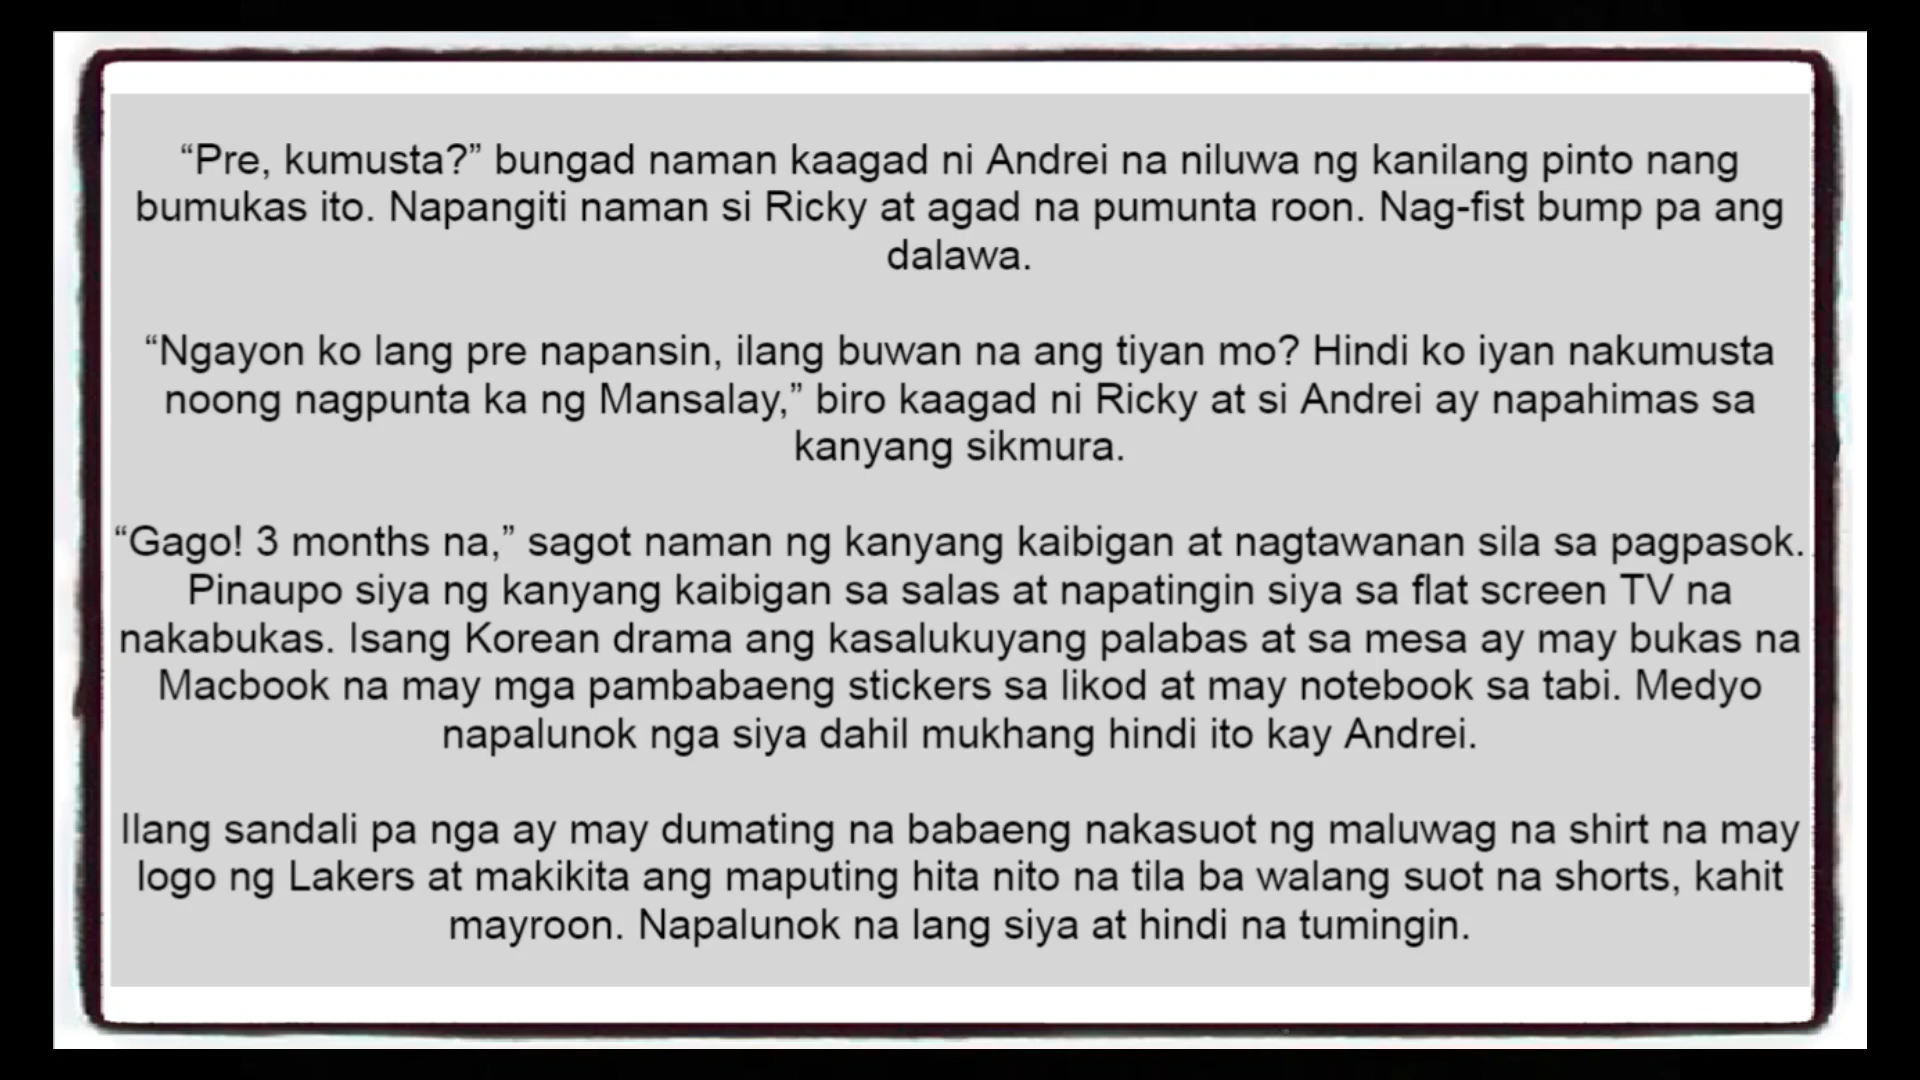 “Pre, kumusta?” bungad naman kaagad ni Andrei na niluwa ng kanilang pinto nang
bumukas ito. Napangiti naman si Ricky at agad na pumunta roon. Nag-fist bump pa ang
dalawa.
“Ngayon ko lang pre napansin, ilang buwan na ang tiyan mo? Hindi ko iyan nakumusta
noong nagpunta ka ng Mansalay,” biro kaagad ni Ricky at si Andrei ay napahimas sa
kanyang sikmura.
“Gago! 3 months na,” sagot naman ng kanyang kaibigan at nagtawanan sila sa pagpasok.
Pinaupo siya ng kanyang kaibigan sa salas at napatingin siya sa flat screen TV na
nakabukas. Isang Korean drama ang kasalukuyang palabas at sa mesa ay may bukas na
Macbook na may mga pambabaeng stickers sa likod at may notebook sa tabi. Medyo
napalunok nga siya dahil mukhang hindi ito kay Andrei.
Ilang sandali pa nga ay may dumating na babaeng nakasuot ng maluwag na shirt na may
logo ng Lakers at makikita ang maputing hita nito na tila ba walang suot na shorts, kahit
mayroon. Napalunok na lang siya at hindi na tumingin.